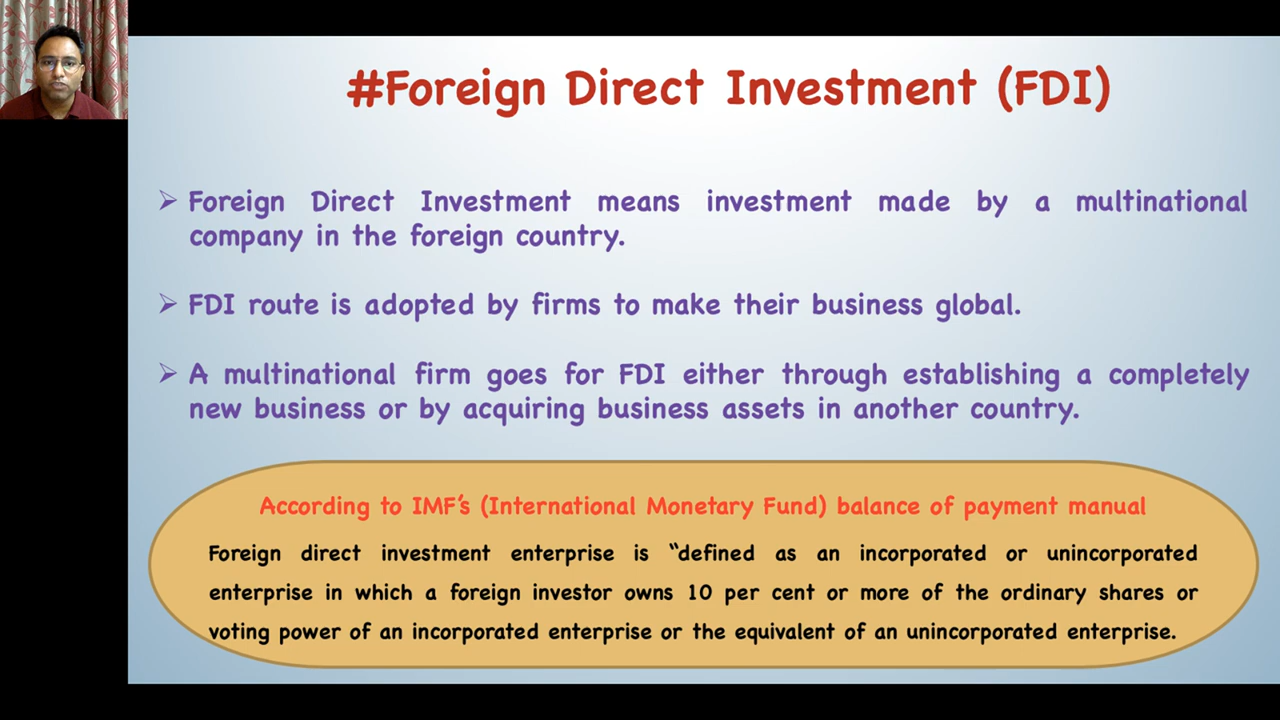 #Foreign Direct Investment (FDI)
➢ Foreign Direct Investment means investment made by a multinational
company in the foreign country.
➢ FDI route is adopted by firms to make their business global.
➢ A multinational firm goes for FDI either through establishing a completely
new business or by acquiring business assets in another country.
According to IMF's (International Monetary Fund) balance of payment manual
Foreign direct investment enterprise is “defined as an incorporated or unincorporated
enterprise in which a foreign investor owns 10 per cent or more of the ordinary shares or
voting power of an incorporated enterprise or the equivalent of an unincorporated enterprise.